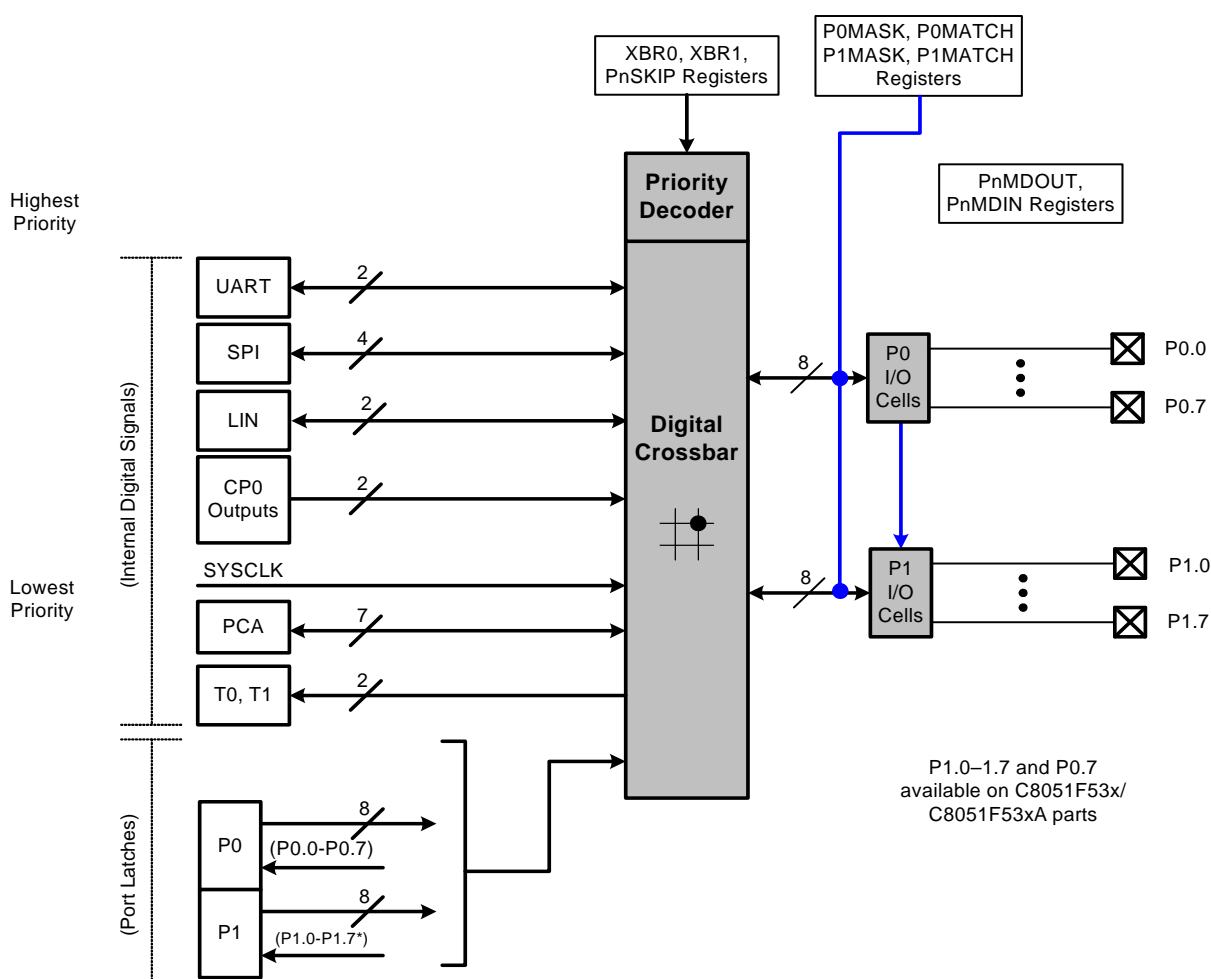 XBR0, XBR1,
PnSKIP Registers
P0MASK, P0MATCH
P1MASK, P1MATCH
Registers
Highest
Priority
Priority
Decoder
PnMDOUT,
PnMDIN Registers
(Internal Digital Signals)
UART
2
SPI
4
LIN
2
CP0
Outputs
2
SYSCLK
PCA
7
T0, T1
2
Lowest
Priority
Digital
Crossbar
8
P0
I/O
Cells
P0.0
P0.7
8
P1
I/O
Cells
P1.0
P1.7
(Port Latches)
P0
8
(P0.0-P0.7)
P1
8
(P1.0-P1.7*)
P1.0–1.7 and P0.7
available on C8051F53x/
C8051F53xA parts